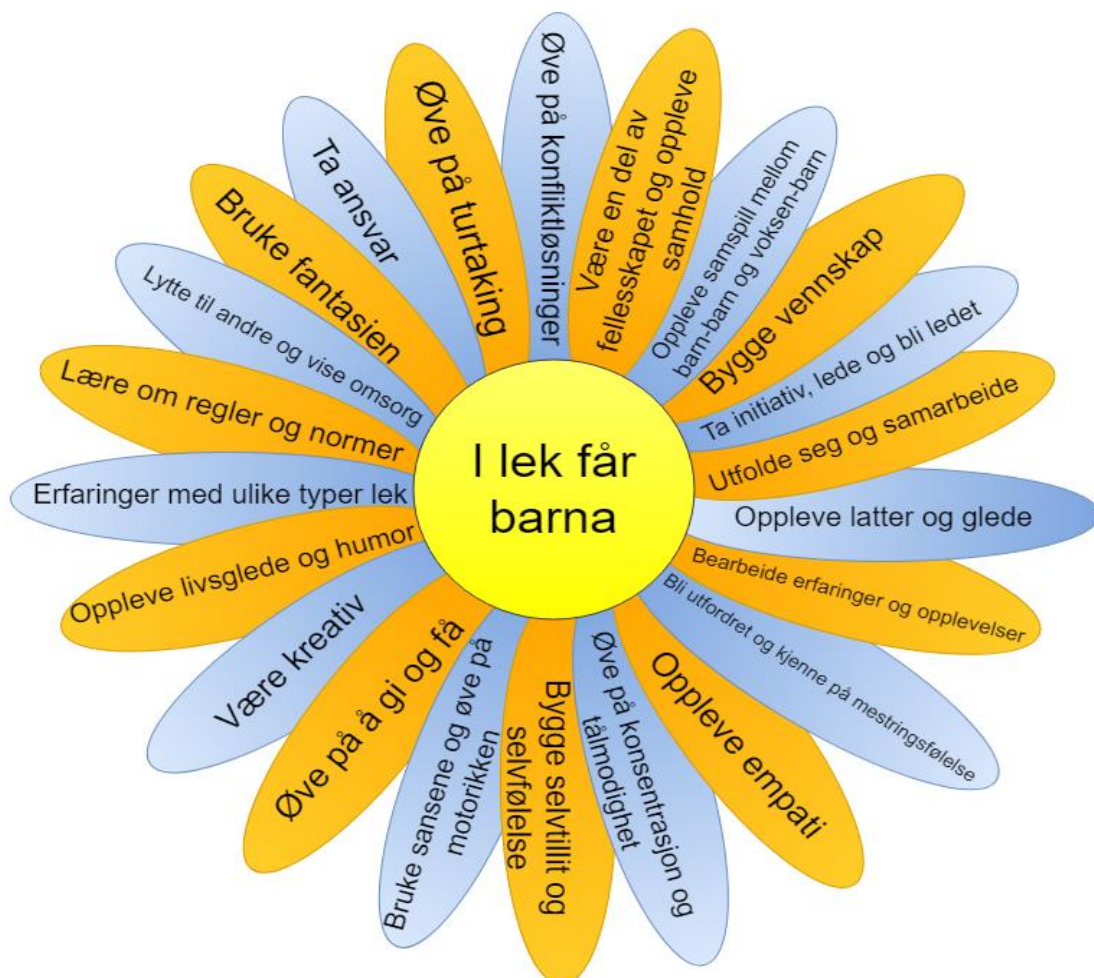 I lek får
barna
Øve på konfliktløsninger
Være en del av
fellesskapet og oppleve
samhold
Oppleve samspill mellom
barn-barn og voksen-barn
Bygge vennskap
Ta initiativ, lede og bli ledet
Utfolde seg og samarbeide
Oppleve latter og glede
Bearbeide erfaringer og opplevelser
Bli utfordret og kjenne på mestringsfølelse
Oppleve empati
Øve på konsentrasjon og
tålmodighet
Bygge selvtillit og
selvfølelse
Bruke sansene og øve på
motorikken
Øve på å gi og få
Være kreativ
Oppleve livsglede og humor
Erfaringer med ulike typer lek
Lære om regler og normer
Lytte til andre og vise omsorg
Bruke fantasien
Ta ansvar
Øve på turtaking